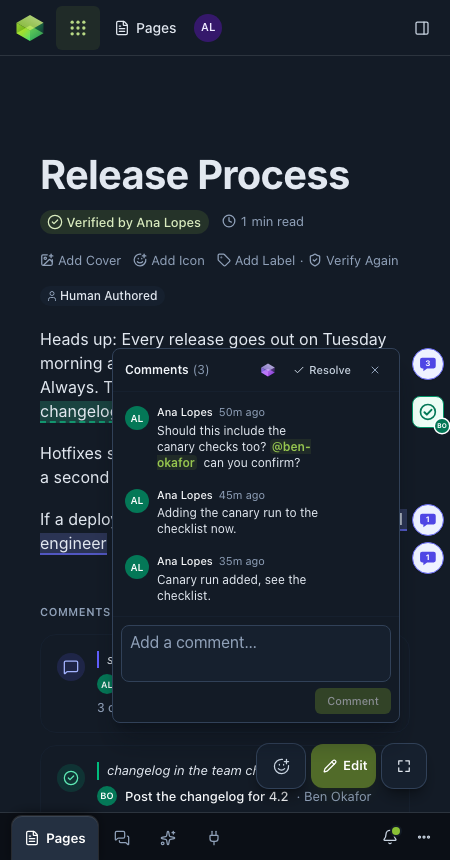 Pages
AL
Release Process
Verified by Ana Lopes
1 min read
Add Cover Add Icon Add Label · Verify Again
Human Authored
Heads up: Every release goes out on Tuesday
morning
Always.
changelog
3
BO
Comments (3) Resolve
AL
Ana Lopes 50m ago
Should this include the
canary checks too? @ben-
okafor can you confirm?
AL
Ana Lopes 45m ago
Adding the canary run to the
checklist now.
AL
Ana Lopes 35m ago
Canary run added, see the
checklist.
Add a comment...
Comment
Hotfixes
a second
If a deploy
engineer
1
1
COMMENTS
AL
3
changelog in the team
BO Post the changelog for 4.2 · Ben Okafor
Edit
Pages